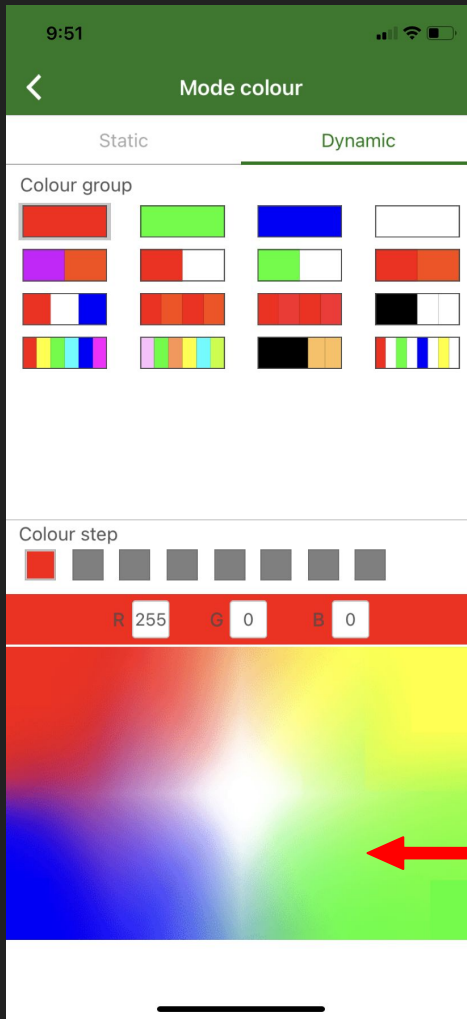 9:51
Mode colour
Static Dynamic
Colour group
Colour step
R 255 G 0 B 0